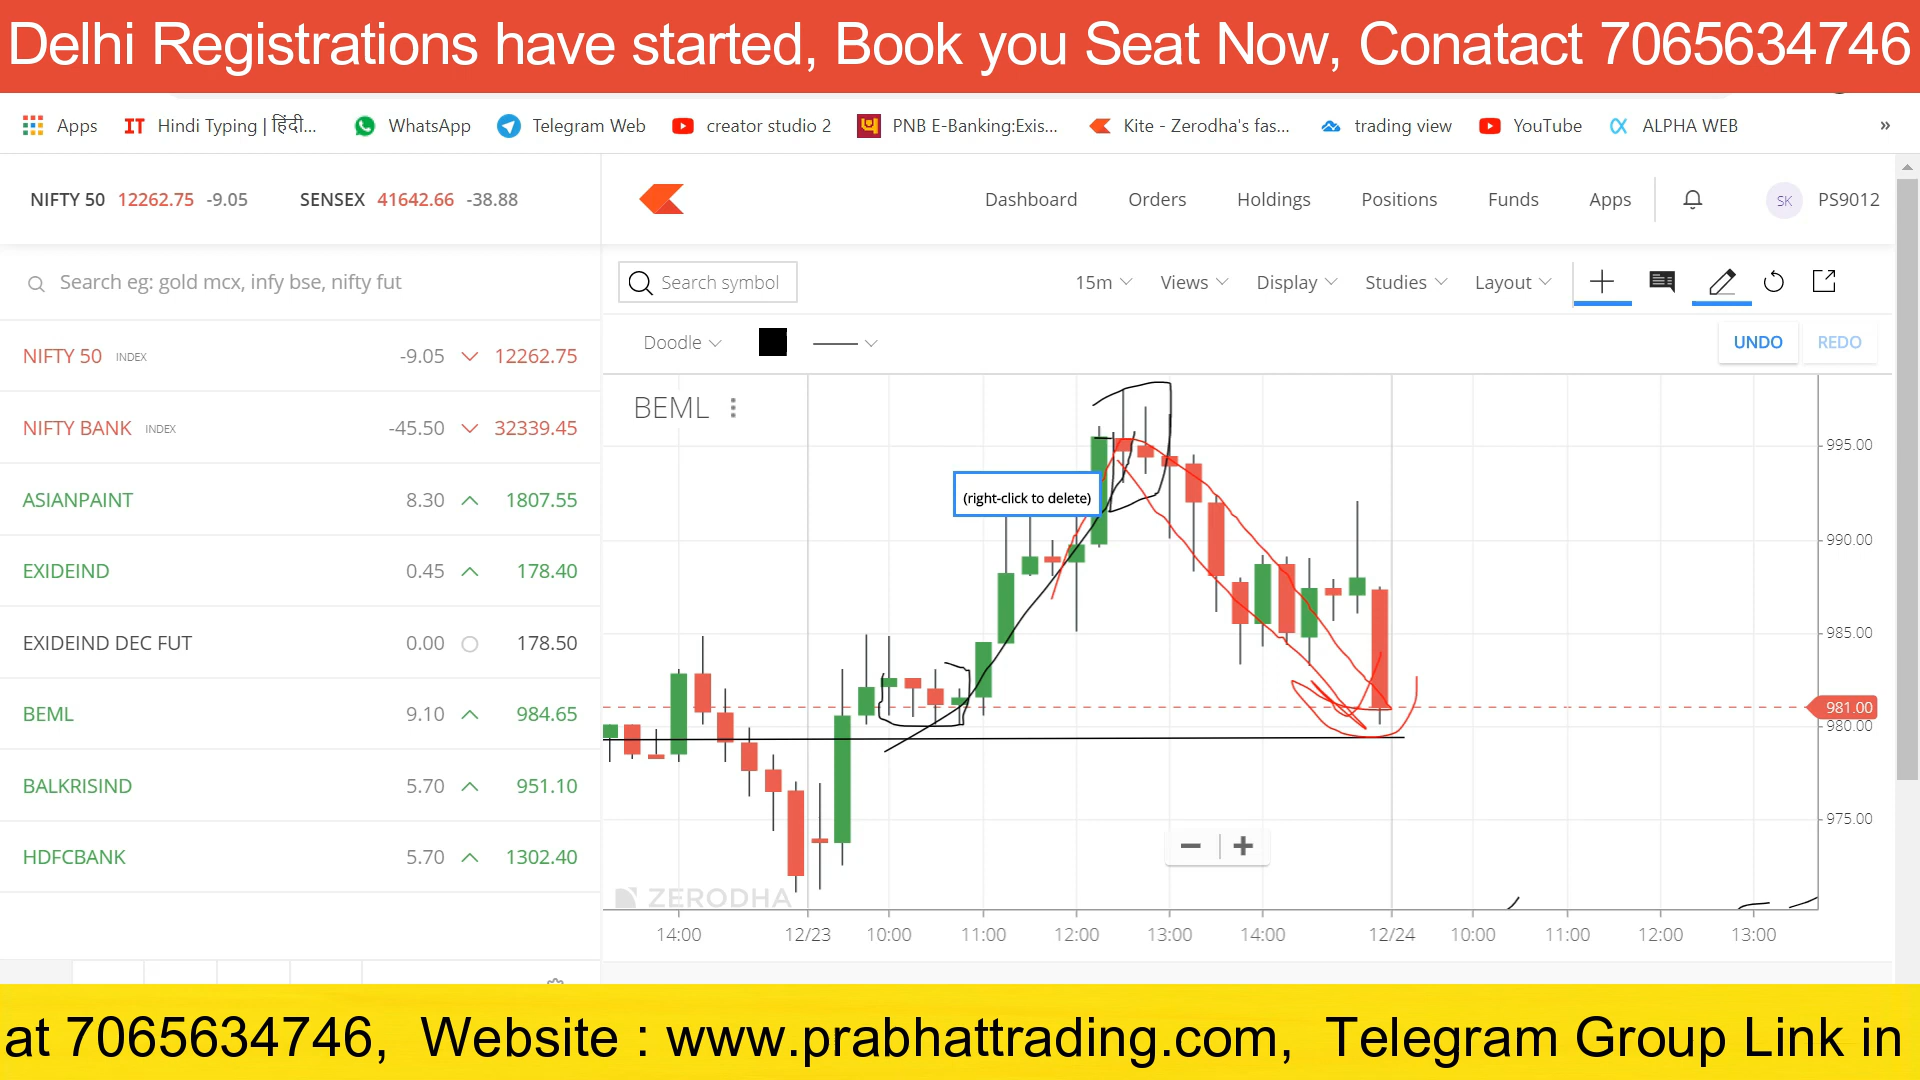 Delhi Registrations have started, Book you Seat Now, Conatact 7065634746
Apps
Hindi Typing | हिंदी...
WhatsApp
Telegram Web
creator studio 2
PNB E-Banking:Exis...
Kite - Zerodha's fas...
trading view
YouTube
ALPHA WEB
»
NIFTY 50 12262.75 -9.05
SENSEX 41642.66 -38.88
Dashboard
Orders
Holdings
Positions
Funds
Apps
SK
PS9012
Search eg: gold mcx, infy bse, nifty fut
Search symbol
15m
Views
Display
Studies
Layout
Doodle
UNDO
REDO
NIFTY 50 INDEX -9.05 12262.75
NIFTY BANK INDEX -45.50 32339.45
ASIANPAINT 8.30 1807.55
EXIDEIND 0.45 178.40
EXIDEIND DEC FUT 0.00 178.50
BEML 9.10 984.65
BALKRISIND 5.70 951.10
HDFCBANK 5.70 1302.40
BEML
(right-click to delete)
995.00
990.00
985.00
981.00
980.00
975.00
ZERODHA
14:00 12/23 10:00 11:00 12:00 13:00 14:00 12/24 10:00 11:00 12:00 13:00
at 7065634746, Website : www.prabhattrading.com, Telegram Group Link in